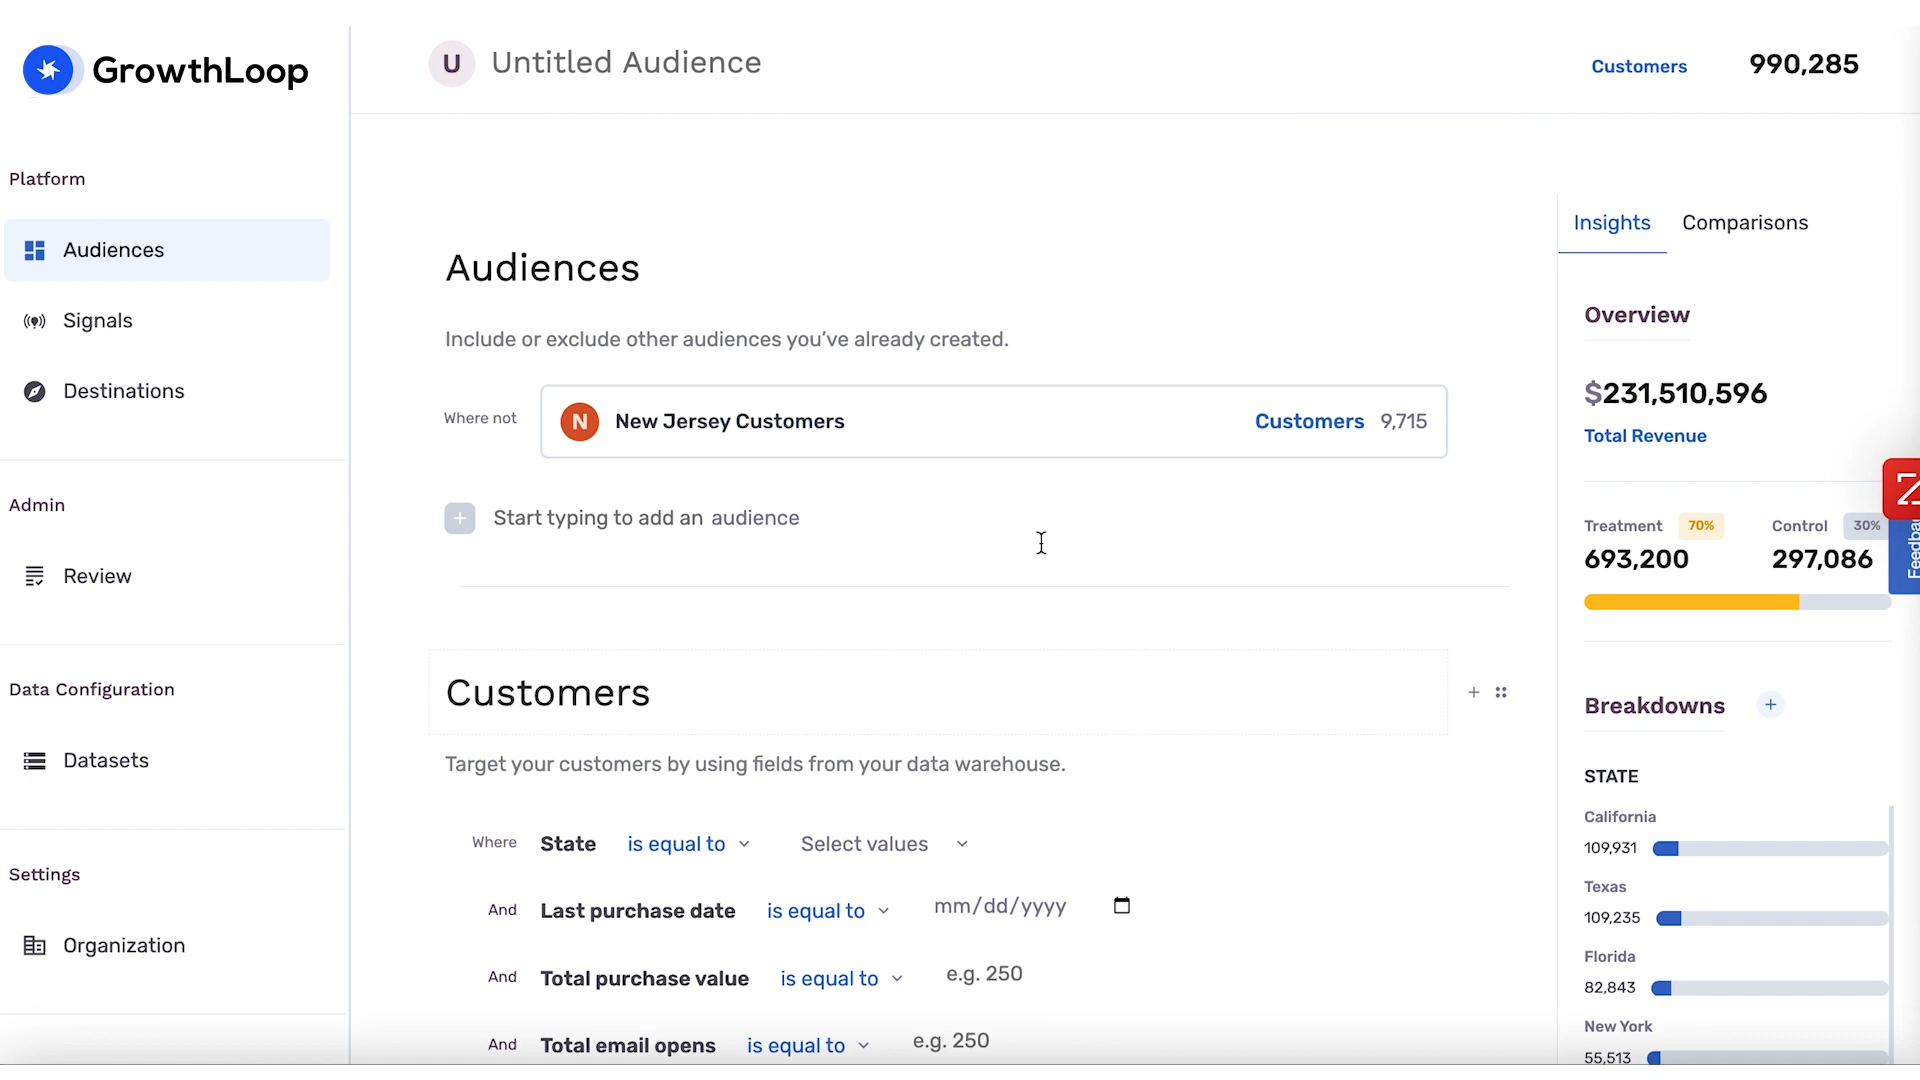 GrowthLoop
U Untitled Audience
Customers 990,285
Platform
Audiences
Signals
Destinations
Admin
Review
Data Configuration
Datasets
Settings
Organization
Audiences
Include or exclude other audiences you’ve already created.
Where not N New Jersey Customers Customers 9,715
+ Start typing to add an audience
Customers
Target your customers by using fields from your data warehouse.
Where State is equal to Select values
And Last purchase date is equal to mm/dd/yyyy
And Total purchase value is equal to e.g. 250
And Total email opens is equal to e.g. 250
Insights Comparisons
Overview
$231,510,596
Total Revenue
Treatment 70% Control 30%
693,200 297,086
Z
Breakdowns +
STATE
California
109,931
Texas
109,235
Florida
82,843
New York
55,513